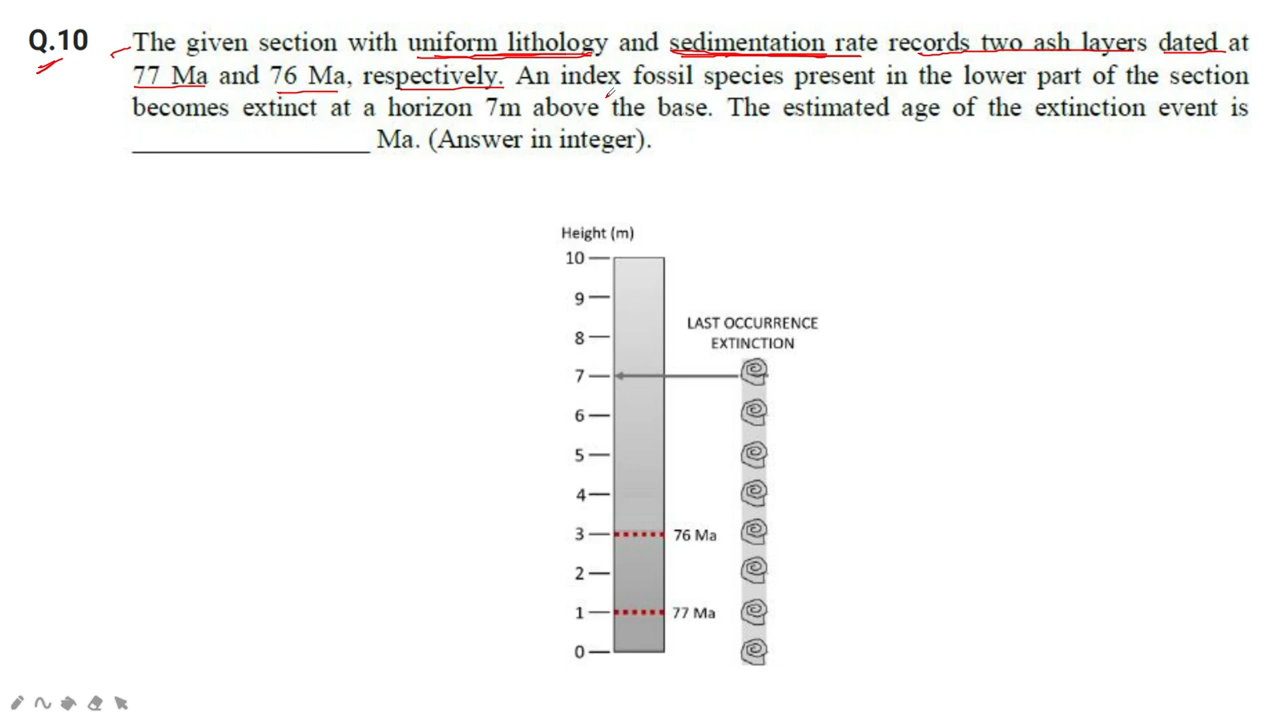 Q.10 The given section with uniform lithology and sedimentation rate records two ash layers dated at
77 Ma and 76 Ma, respectively. An index fossil species present in the lower part of the section
becomes extinct at a horizon 7m above the base. The estimated age of the extinction event is
____________________ Ma. (Answer in integer).
Height (m)
10
9
LAST OCCURRENCE
8
EXTINCTION
7
6
5
4
3 76 Ma
2
1 77 Ma
0